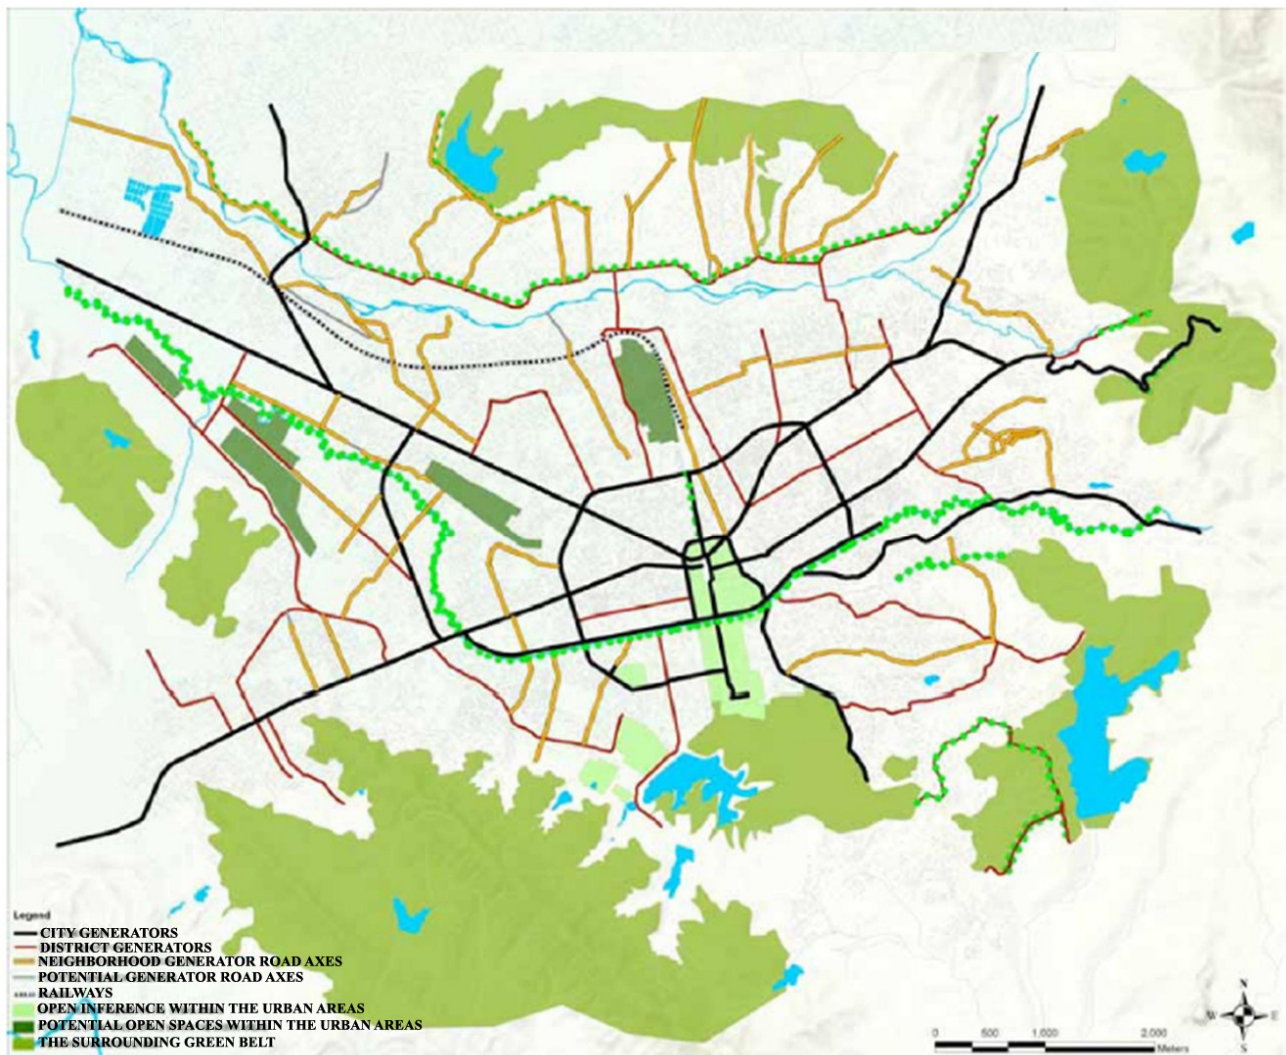 Legend
CITY GENERATORS
DISTRICT GENERATORS
NEIGHBORHOOD GENERATOR ROAD AXES
POTENTIAL GENERATOR ROAD AXES
RAILWAYS
OPEN INFERENCE WITHIN THE URBAN AREAS
POTENTIAL OPEN SPACES WITHIN THE URBAN AREAS
THE SURROUNDING GREEN BELT
N
W E
S
0 500 1.000 2.000
Meters